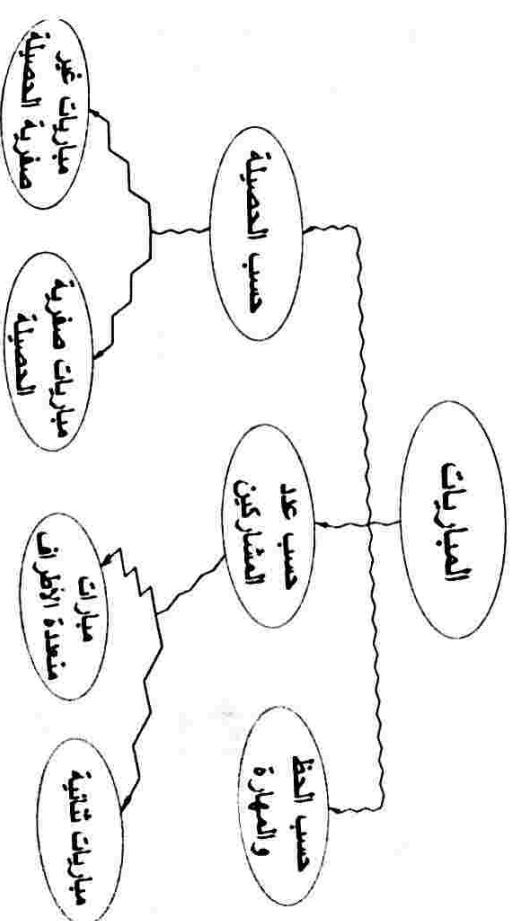 المباريات
حسب الحظ
والمهارة
حسب عدد
المشاركين
حسب الحصيلة
مباريات ثنائية
مبارات
متعددة الأطراف
مباريات صفرية
الحصيلة
مباريات غير
صفرية الحصيلة